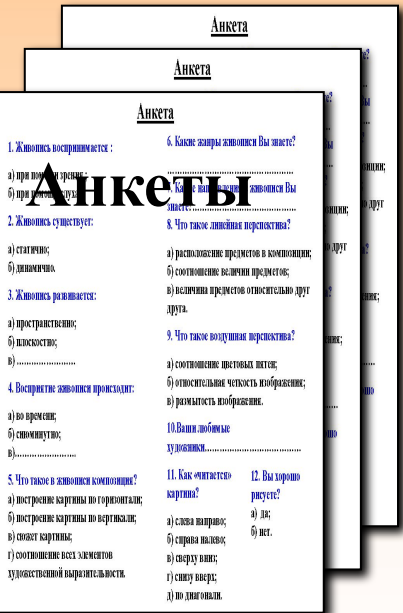 Анкета
Анкета
Анкета
Анкеты
1. Живопись воспринимается :
а) при помощи зрения ;
б) при
2. Живопись существует:
а) статично;
б) динамично.
3. Живопись развивается:
а) пространственно;
б) плоскостно;
в) ........................
4. Восприятие живописи происходит:
а) во времени;
б) сиюминутно;
в)........................
5. Что такое в живописи композиция?
а) построение картины по горизонтали;
б) построение картины по вертикали;
в) сюжет картины;
г) соотношение всех элементов
художественной выразительности.
6. Какие жанры живописи Вы знаете?
живописи Вы
знаете?
8. Что такое линейная перспектива?
а) расположение предметов в композиции;
б) соотношение величин предметов;
в) величина предметов относительно друг
друга.
9. Что такое воздушная перспектива?
а) соотношение цветовых пятен;
б) относительная четкость изображения;
в) размытость изображения.
10.Ваши любимые
художники......................................
11. Как «читается»
картина?
а) слева направо;
б) справа налево;
в) сверху вниз;
г) снизу вверх;
д) по диагонали.
12. Вы хорошо
рисуете?
а) да;
б) нет.